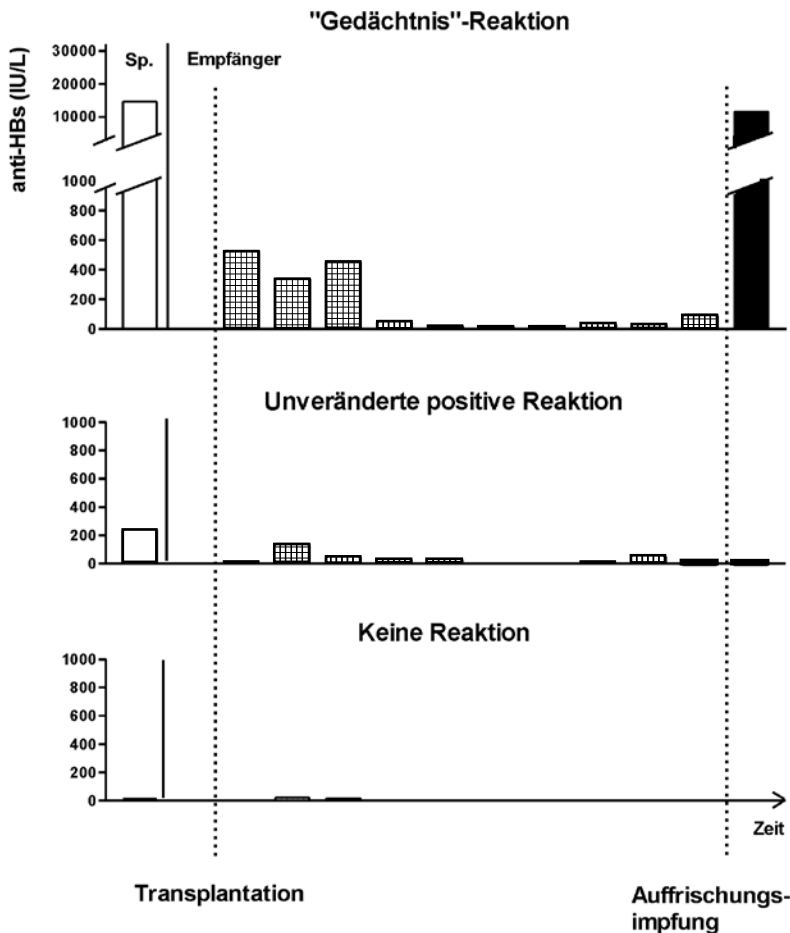 "Gedächtnis"-Reaktion
anti-HBs (IU/L)
Sp.
Empfänger
30000
20000
10000
1000
800
600
400
200
0
Unveränderte positive Reaktion
1000
800
600
400
200
0
Keine Reaktion
1000
800
600
400
200
0
Zeit
Transplantation
Auffrischungs-
impfung